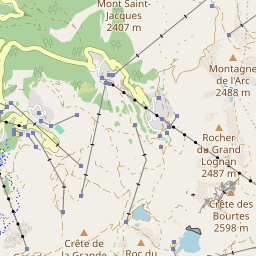 Mont Saint-
Jacques
2407 m
Montagne
de l'Arc
2488 m
Rocher
du Grand
Lognan
2487 m
Crête des
Bourtes
2598 m
Crête de
la Grande
Roc du